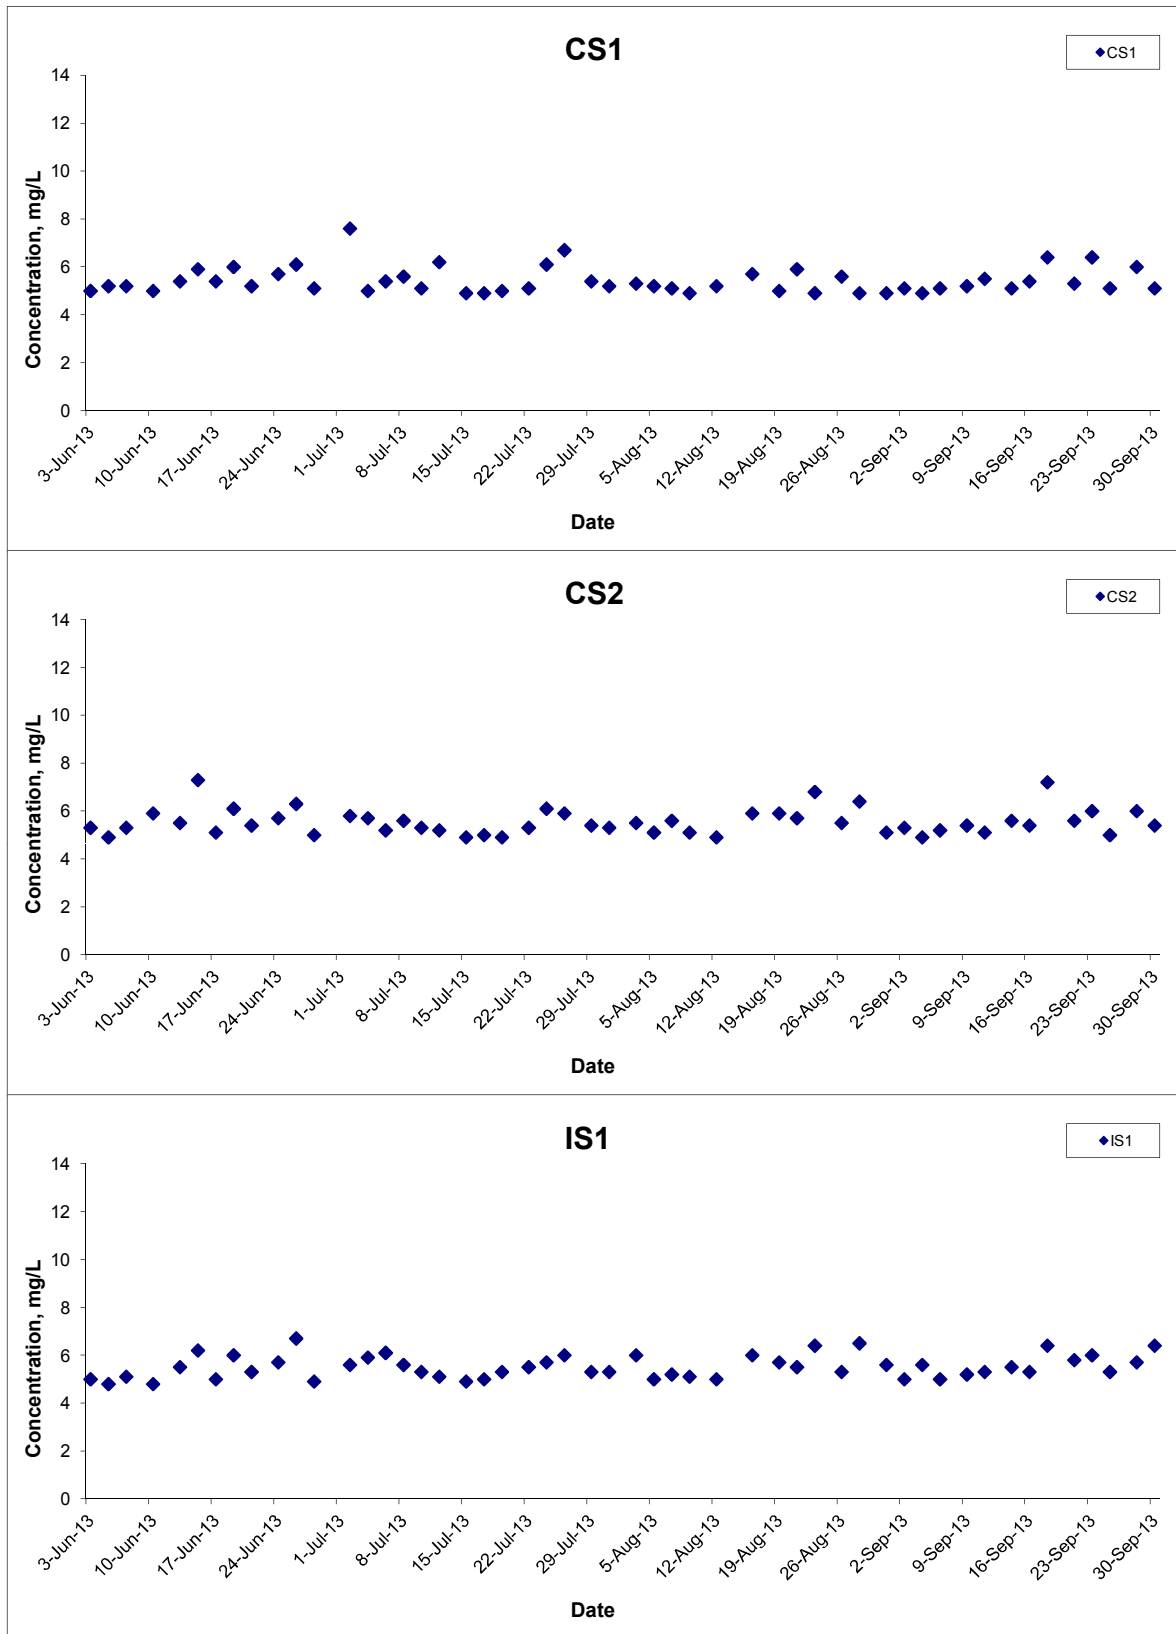 CS1
CS1
Concentration, mg/L
14
12
10
8
6
4
2
0
3-Jun-13
10-Jun-13
17-Jun-13
24-Jun-13
1-Jul-13
8-Jul-13
15-Jul-13
22-Jul-13
29-Jul-13
5-Aug-13
12-Aug-13
19-Aug-13
26-Aug-13
2-Sep-13
9-Sep-13
16-Sep-13
23-Sep-13
30-Sep-13
Date
CS2
CS2
Concentration, mg/L
14
12
10
8
6
4
2
0
3-Jun-13
10-Jun-13
17-Jun-13
24-Jun-13
1-Jul-13
8-Jul-13
15-Jul-13
22-Jul-13
29-Jul-13
5-Aug-13
12-Aug-13
19-Aug-13
26-Aug-13
2-Sep-13
9-Sep-13
16-Sep-13
23-Sep-13
30-Sep-13
Date
IS1
IS1
Concentration, mg/L
14
12
10
8
6
4
2
0
3-Jun-13
10-Jun-13
17-Jun-13
24-Jun-13
1-Jul-13
8-Jul-13
15-Jul-13
22-Jul-13
29-Jul-13
5-Aug-13
12-Aug-13
19-Aug-13
26-Aug-13
2-Sep-13
9-Sep-13
16-Sep-13
23-Sep-13
30-Sep-13
Date